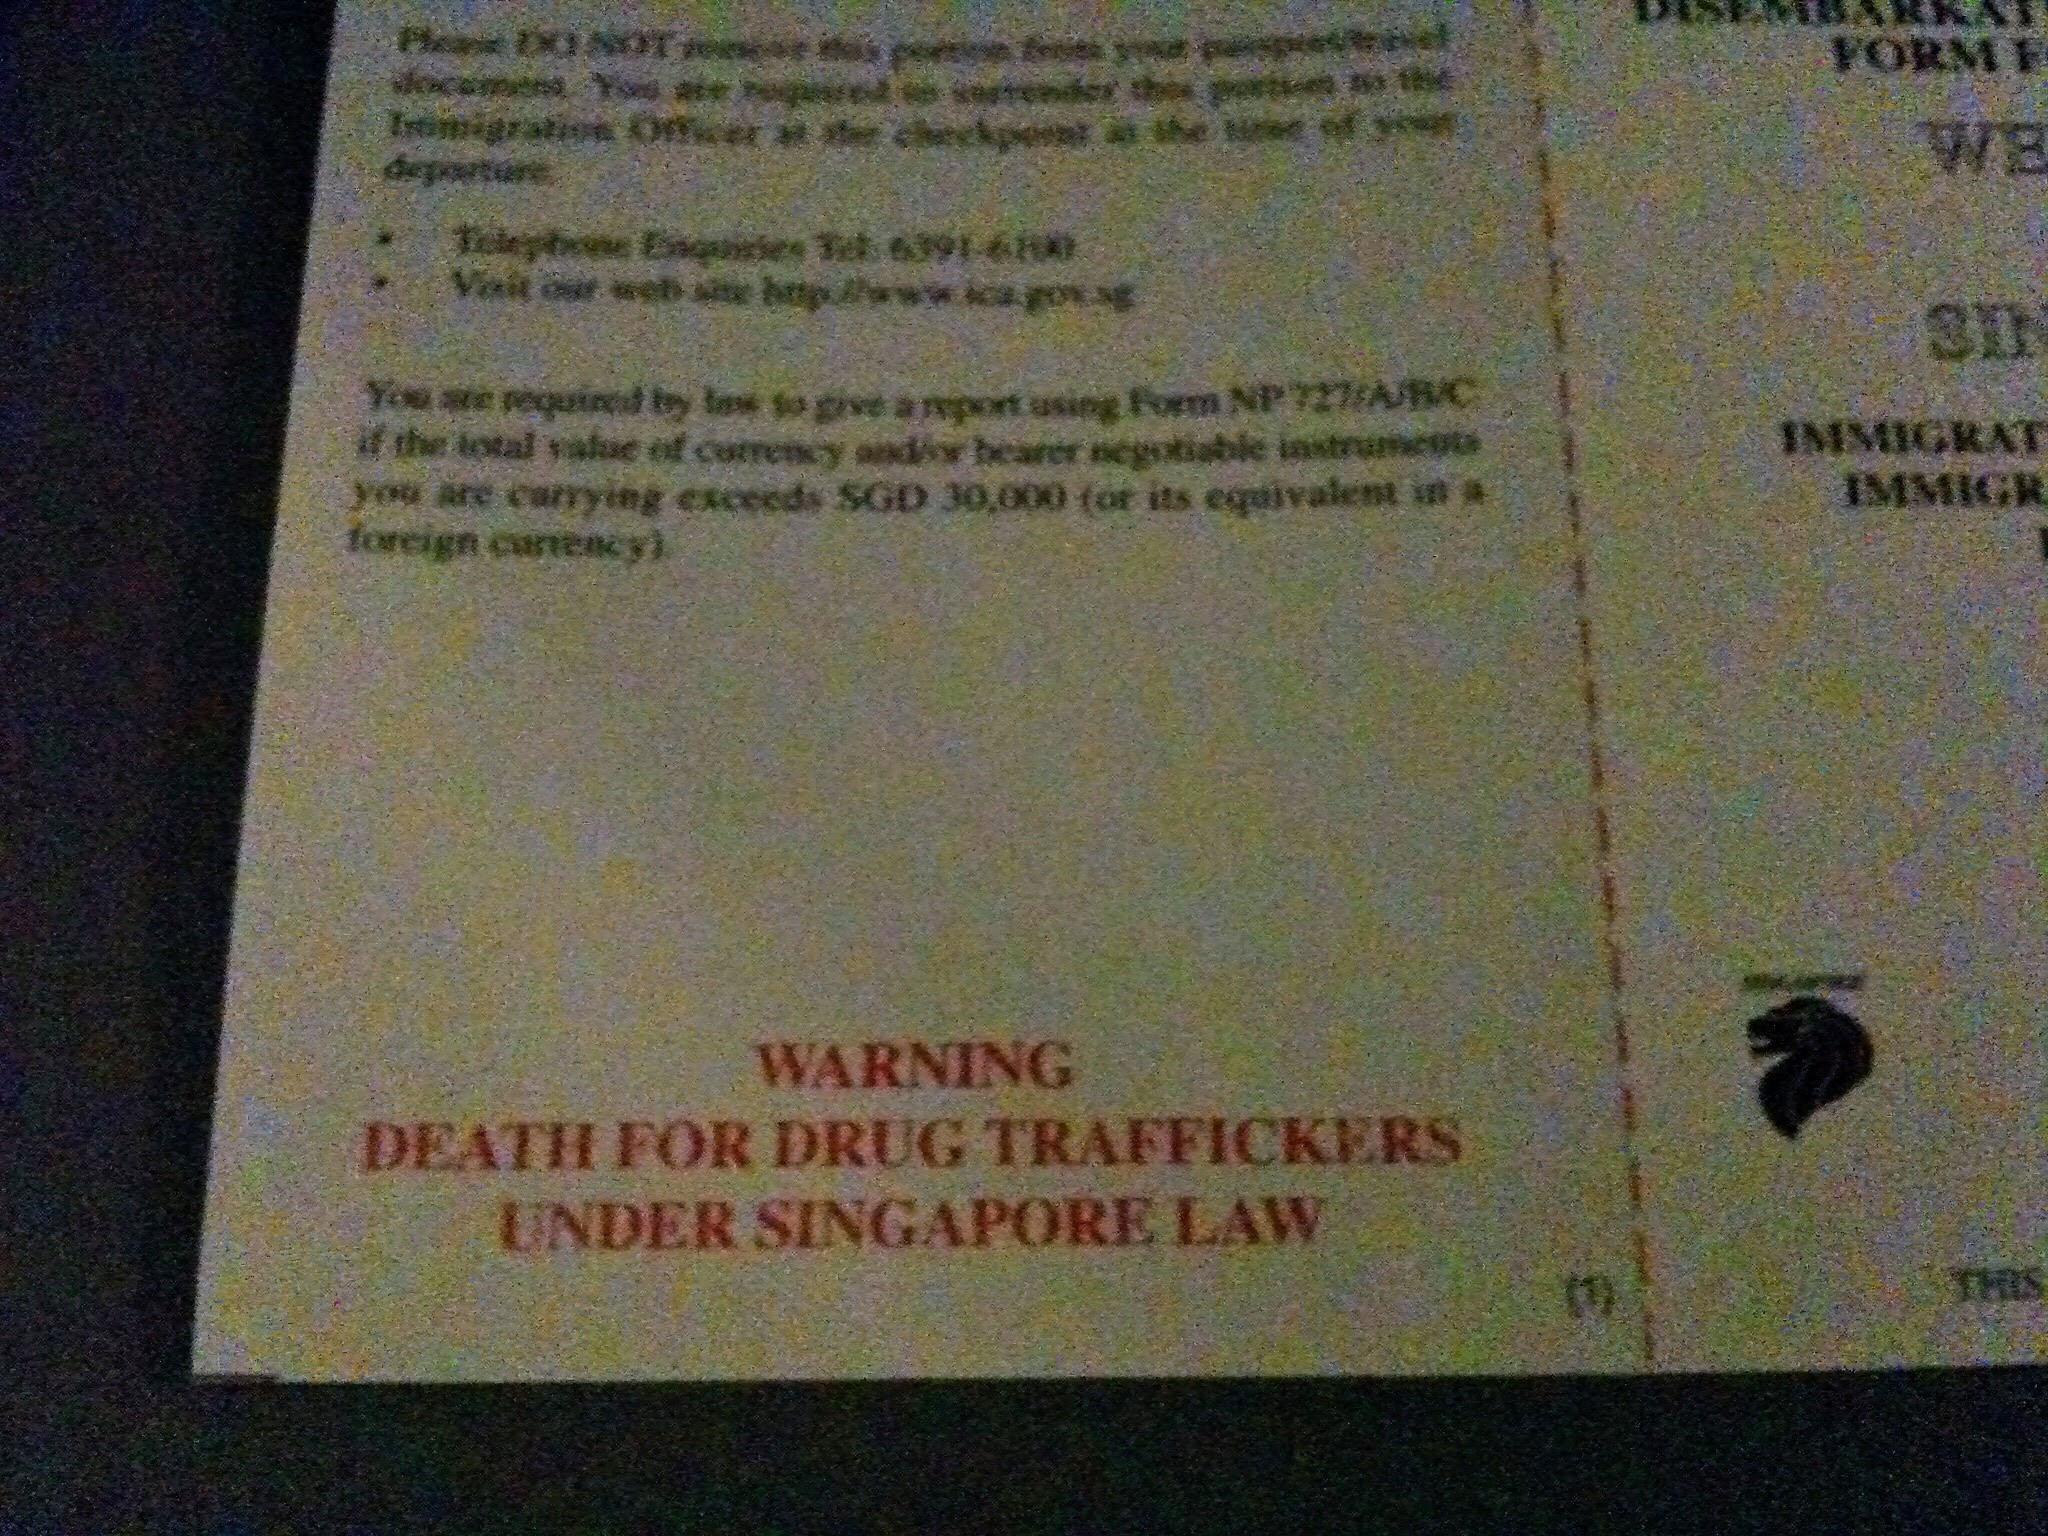 Please DO NOT remove this portion from your passport/travel
document. You are required to surrender this portion to the
Immigration Officer at the checkpoint at the time of your
departure.
• Telephone Enquiries Tel: 6391-6100
• Visit our web site http://www.ica.gov.sg
You are required by law to give a report using Form NP 727/A/B/C
if the total value of currency and/or bearer negotiable instruments
you are carrying exceeds SGD 30,000 (or its equivalent in a
foreign currency)
WARNING
DEATH FOR DRUG TRAFFICKERS
UNDER SINGAPORE LAW
(1)
DISEMBARKAT
FORM F
WE
SIN
IMMIGRAT
IMMIGR
THIS